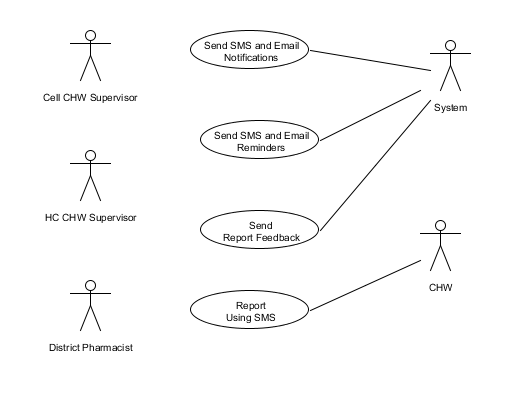 Cell CHW Supervisor
HC CHW Supervisor
District Pharmacist
Send SMS and Email
Notifications
Send SMS and Email
Reminders
Send
Report Feedback
Report
Using SMS
System
CHW